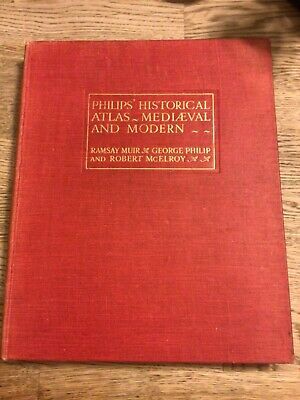 PHILIPS' HISTORICAL
ATLAS ~ MEDIÆVAL
AND MODERN ~ ~
RAMSAY MUIR GEORGE PHILIP
AND ROBERT McELROY